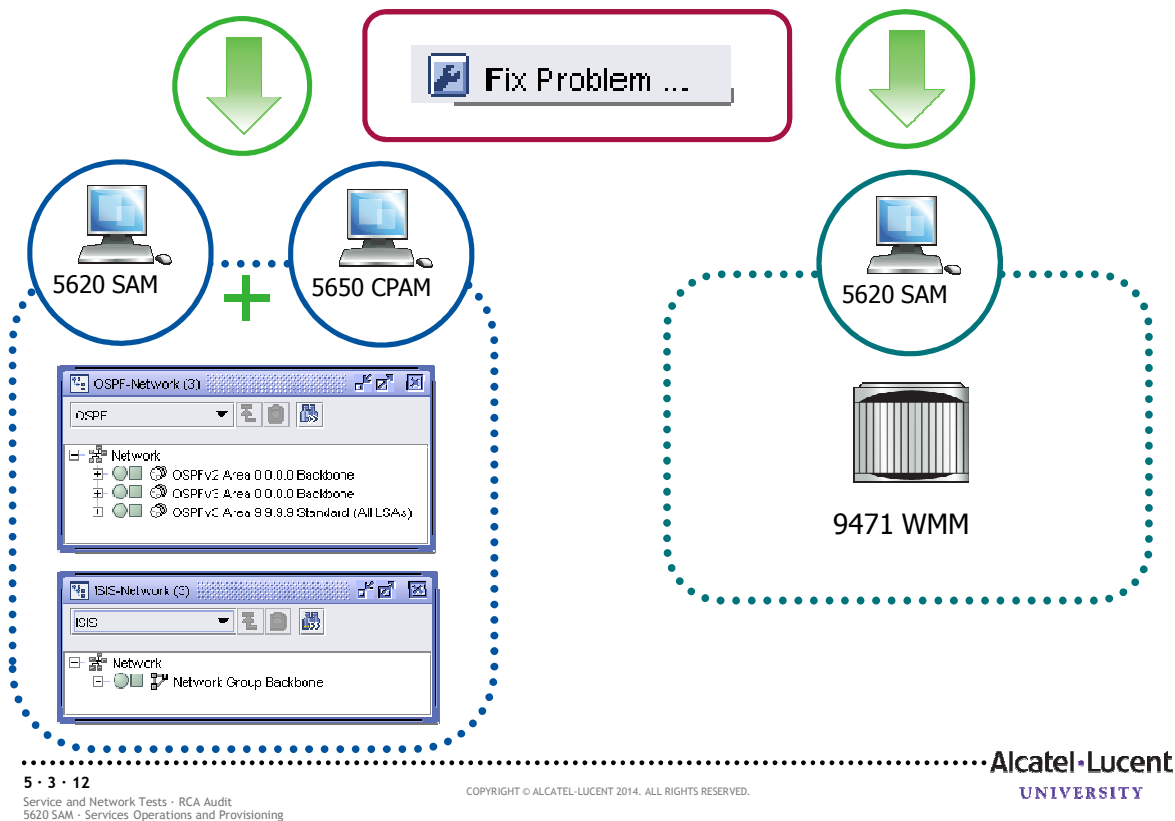 Fix Problem ...
5620 SAM
5650 CPAM
OSPF-Network (3)
OSPF
Network
OSPFv2 Area 0.0.0.0 Backbone
OSPFv3 Area 0.0.0.0 Backbone
OSPFv3 Area 9.9.9.9 Standard (All LSAs)
ISIS-Network (3)
ISIS
Network
Network Group Backbone
5620 SAM
9471 WMM
5 · 3 · 12
Service and Network Tests · RCA Audit
5620 SAM · Services Operations and Provisioning
COPYRIGHT © ALCATEL-LUCENT 2014. ALL RIGHTS RESERVED.
Alcatel·Lucent
UNIVERSITY